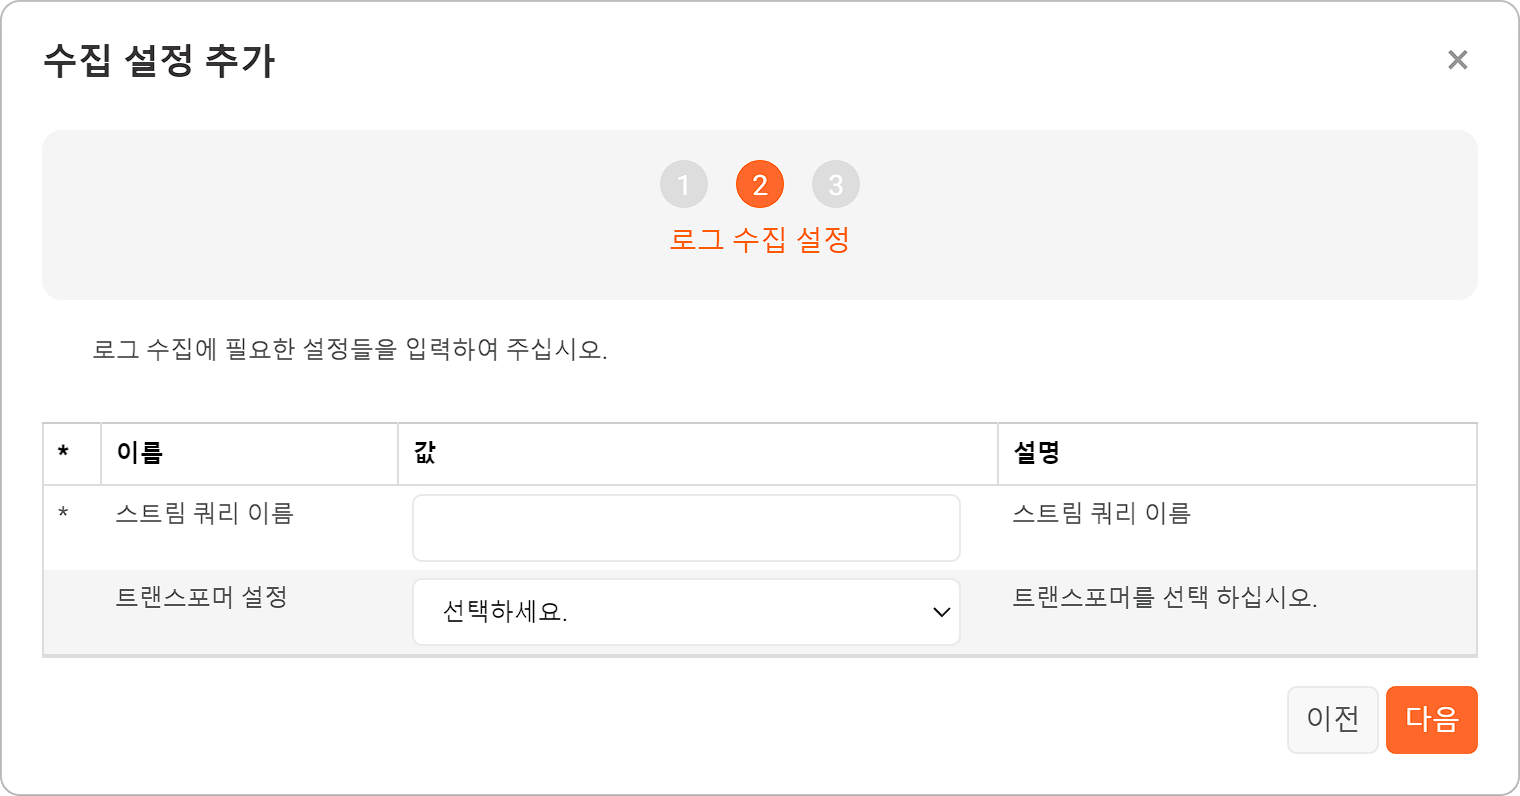 수집 설정 추가
×
1 2 3
로그 수집 설정
로그 수집에 필요한 설정들을 입력하여 주십시오.
* 이름 값 설명
* 스트림 쿼리 이름 스트림 쿼리 이름
트랜스포머 설정 선택하세요. 트랜스포머를 선택 하십시오.
이전 다음